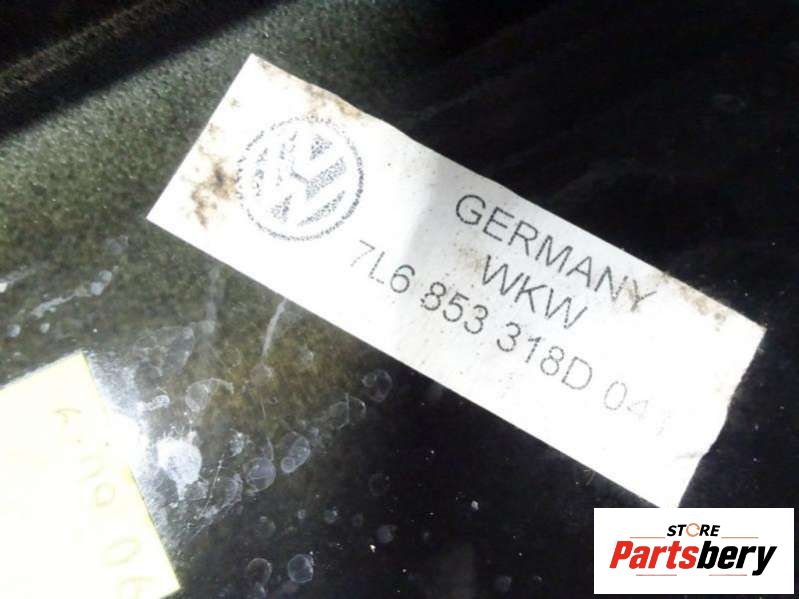 GERMANY
WKW
7L6 853 318D 041
STORE
Partsbery